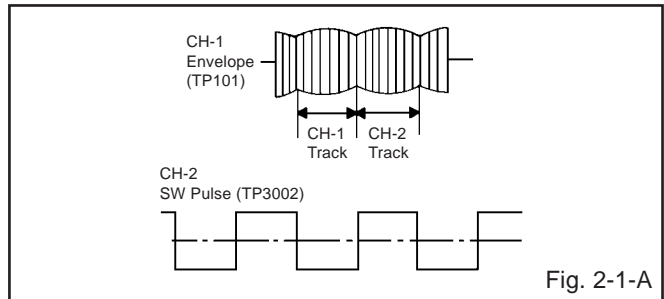 CH-1
Envelope
(TP101)
CH-1
Track
CH-2
Track
CH-2
SW Pulse (TP3002)
Fig. 2-1-A